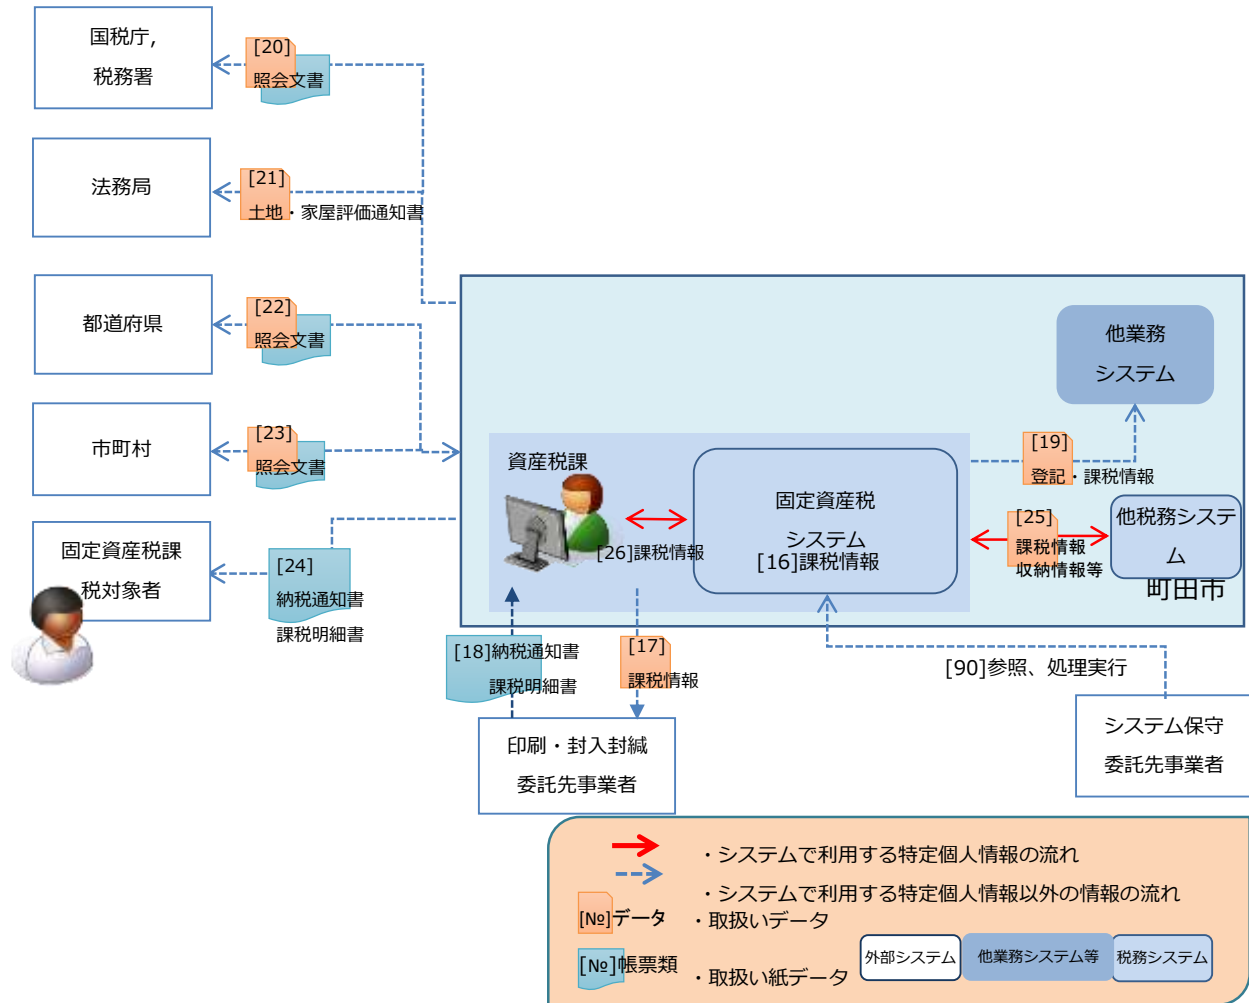 国税庁,
税務署
[20]
照会文書
法務局
[21]
土地・家屋評価通知書
都道府県
[22]
照会文書
市町村
[23]
照会文書
固定資産税課
税対象者
[24]
納税通知書
課税明細書
資産税課
[26]課税情報
固定資産税
システム
[16]課税情報
他業務
システム
[19]
登記・課税情報
[25]
課税情報
収納情報等
他税務システ
ム
町田市
[18]納税通知書
課税明細書
[17]
課税情報
[90]参照、処理実行
印刷・封入封緘
委託先事業者
システム保守
委託先事業者
・システムで利用する特定個人情報の流れ
・システムで利用する特定個人情報以外の情報の流れ
[№]データ
・取扱いデータ
[№]帳票類
・取扱い紙データ
外部システム
他業務システム等
税務システム